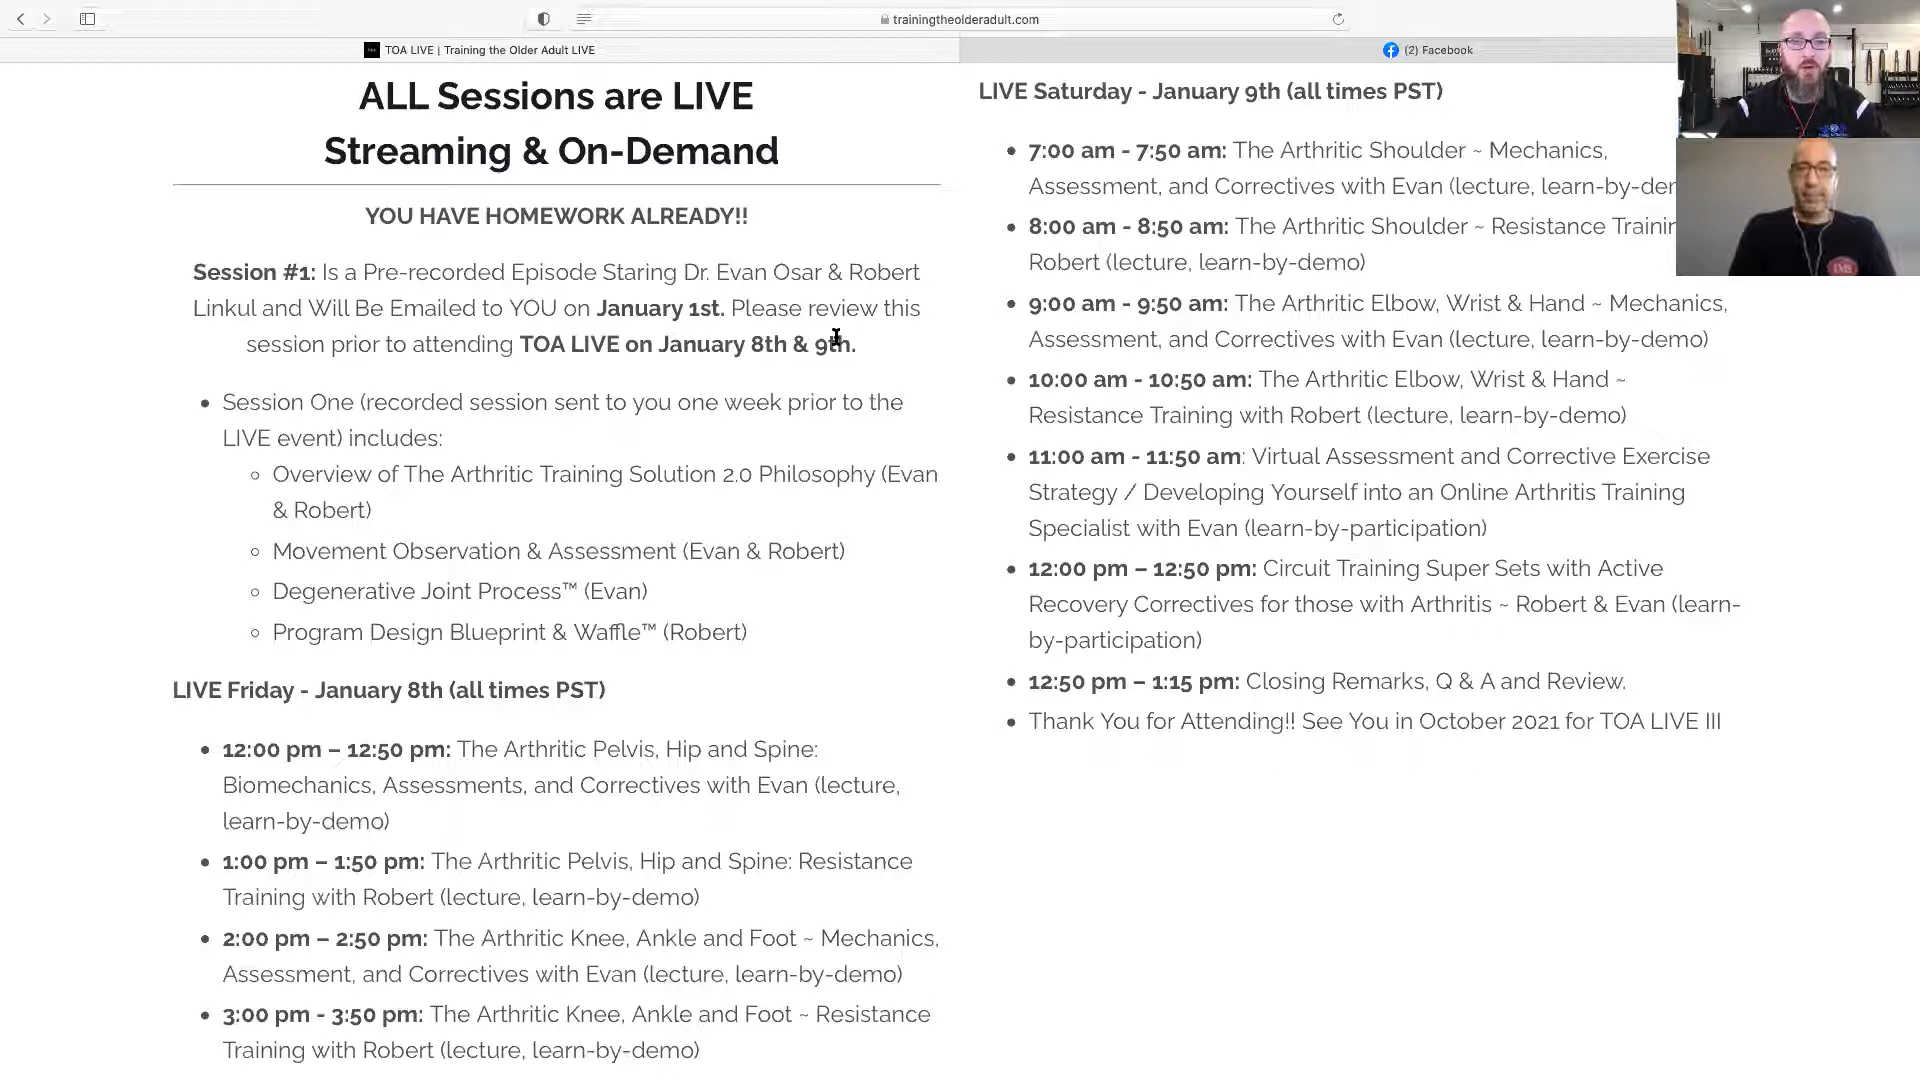 trainingtheolderadult.com
TOA LIVE | Training the Older Adult LIVE
(2) Facebook
ALL Sessions are LIVE
Streaming & On-Demand
YOU HAVE HOMEWORK ALREADY!!
Session #1: Is a Pre-recorded Episode Staring Dr. Evan Osar & Robert
Linkul and Will Be Emailed to YOU on January 1st. Please review this
session prior to attending TOA LIVE on January 8th & 9th.
Session One (recorded session sent to you one week prior to the
LIVE event) includes:
Overview of The Arthritic Training Solution 2.0 Philosophy (Evan
& Robert)
Movement Observation & Assessment (Evan & Robert)
Degenerative Joint Process™ (Evan)
Program Design Blueprint & Waffle™ (Robert)
LIVE Friday - January 8th (all times PST)
12:00 pm – 12:50 pm: The Arthritic Pelvis, Hip and Spine:
Biomechanics, Assessments, and Correctives with Evan (lecture,
learn-by-demo)
1:00 pm – 1:50 pm: The Arthritic Pelvis, Hip and Spine: Resistance
Training with Robert (lecture, learn-by-demo)
2:00 pm – 2:50 pm: The Arthritic Knee, Ankle and Foot ~ Mechanics,
Assessment, and Correctives with Evan (lecture, learn-by-demo)
3:00 pm - 3:50 pm: The Arthritic Knee, Ankle and Foot ~ Resistance
Training with Robert (lecture, learn-by-demo)
LIVE Saturday - January 9th (all times PST)
7:00 am - 7:50 am: The Arthritic Shoulder ~ Mechanics,
Assessment, and Correctives with Evan (lecture,
8:00 am - 8:50 am: The Arthritic Shoulder ~ Resistance
Robert (lecture, learn-by-demo)
9:00 am - 9:50 am: The Arthritic Elbow, Wrist & Hand ~ Mechanics,
Assessment, and Correctives with Evan (lecture, learn-by-demo)
10:00 am - 10:50 am: The Arthritic Elbow, Wrist & Hand ~
Resistance Training with Robert (lecture, learn-by-demo)
11:00 am - 11:50 am: Virtual Assessment and Corrective Exercise
Strategy / Developing Yourself into an Online Arthritis Training
Specialist with Evan (learn-by-participation)
12:00 pm – 12:50 pm: Circuit Training Super Sets with Active
Recovery Correctives for those with Arthritis ~ Robert & Evan (learn-
by-participation)
12:50 pm – 1:15 pm: Closing Remarks, Q & A and Review.
Thank You for Attending!! See You in October 2021 for TOA LIVE III
IMS